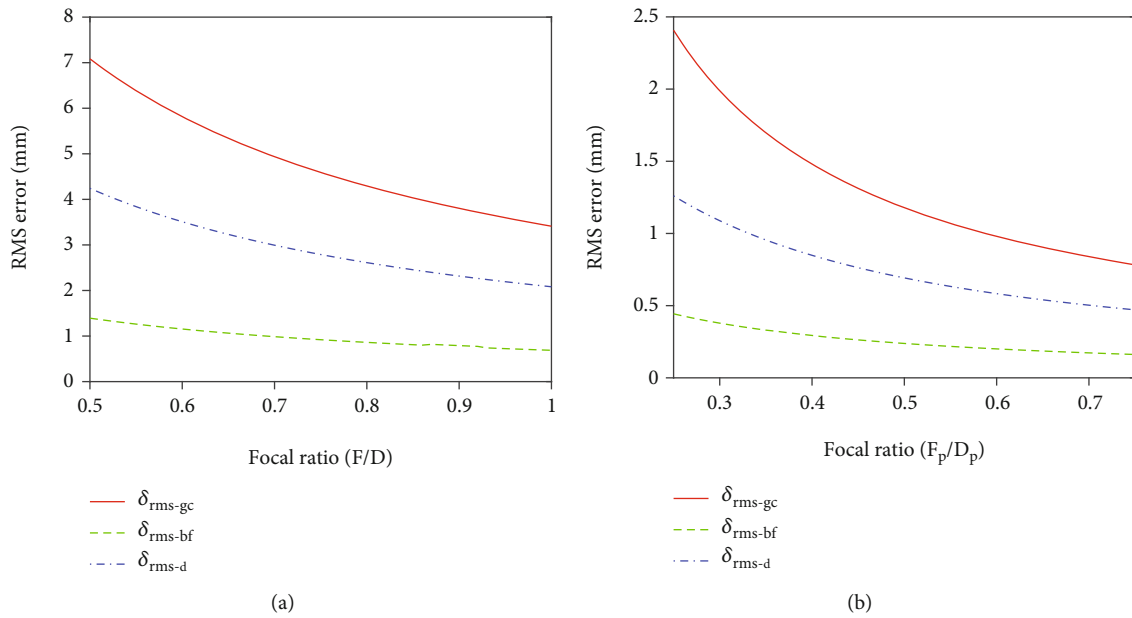 8
7
6
5
4
3
2
1
0
RMS error (mm)
0.5
0.6
0.7
0.8
0.9
1
Focal ratio (F/D)
δrms-gc
δrms-bf
δrms-d
(a)
2.5
2
1.5
1
0.5
0
RMS error (mm)
0.3
0.4
0.5
0.6
0.7
Focal ratio (Fp/Dp)
δrms-gc
δrms-bf
δrms-d
(b)